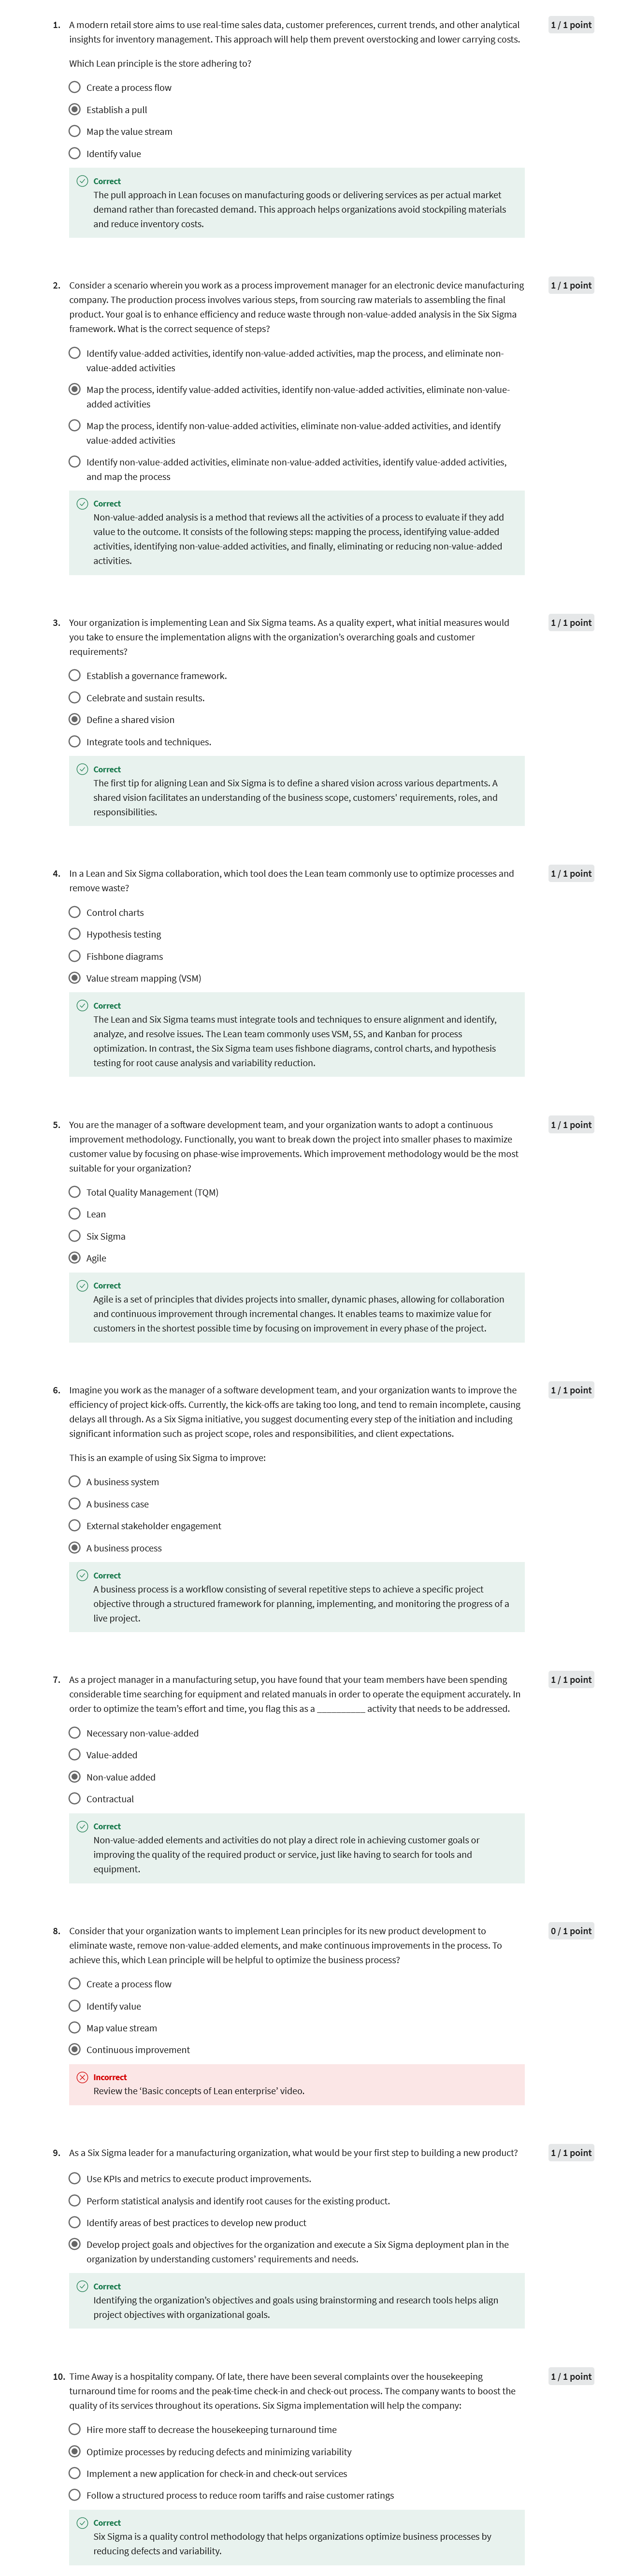 1. A modern retail store aims to use real-time sales data, customer preferences, current trends, and other analytical 1 / 1 point
insights for inventory management. This approach will help them prevent overstocking and lower carrying costs.
Which Lean principle is the store adhering to?
Create a process flow
Establish a pull
Map the value stream
Identify value
Correct
The pull approach in Lean focuses on manufacturing goods or delivering services as per actual market
demand rather than forecasted demand. This approach helps organizations avoid stockpiling materials
and reduce inventory costs.
2. Consider a scenario wherein you work as a process improvement manager for an electronic device manufacturing 1 / 1 point
company. The production process involves various steps, from sourcing raw materials to assembling the final
product. Your goal is to enhance efficiency and reduce waste through non-value-added analysis in the Six Sigma
framework. What is the correct sequence of steps?
Identify value-added activities, identify non-value-added activities, map the process, and eliminate non-
value-added activities
Map the process, identify value-added activities, identify non-value-added activities, eliminate non-value-
added activities
Map the process, identify non-value-added activities, eliminate non-value-added activities, and identify
value-added activities
Identify non-value-added activities, eliminate non-value-added activities, identify value-added activities,
and map the process
Correct
Non-value-added analysis is a method that reviews all the activities of a process to evaluate if they add
value to the outcome. It consists of the following steps: mapping the process, identifying value-added
activities, identifying non-value-added activities, and finally, eliminating or reducing non-value-added
activities.
3. Your organization is implementing Lean and Six Sigma teams. As a quality expert, what initial measures would 1 / 1 point
you take to ensure the implementation aligns with the organization's overarching goals and customer
requirements?
Establish a governance framework.
Celebrate and sustain results.
Define a shared vision
Integrate tools and techniques.
Correct
The first tip for aligning Lean and Six Sigma is to define a shared vision across various departments. A
shared vision facilitates an understanding of the business scope, customers' requirements, roles, and
responsibilities.
4. In a Lean and Six Sigma collaboration, which tool does the Lean team commonly use to optimize processes and 1 / 1 point
remove waste?
Control charts
Hypothesis testing
Fishbone diagrams
Value stream mapping (VSM)
Correct
The Lean and Six Sigma teams must integrate tools and techniques to ensure alignment and identify,
analyze, and resolve issues. The Lean team commonly uses VSM, 5S, and Kanban for process
optimization. In contrast, the Six Sigma team uses fishbone diagrams, control charts, and hypothesis
testing for root cause analysis and variability reduction.
5. You are the manager of a software development team, and your organization wants to adopt a continuous 1 / 1 point
improvement methodology. Functionally, you want to break down the project into smaller phases to maximize
customer value by focusing on phase-wise improvements. Which improvement methodology would be the most
suitable for your organization?
Total Quality Management (TQM)
Lean
Six Sigma
Agile
Correct
Agile is a set of principles that divides projects into smaller, dynamic phases, allowing for collaboration
and continuous improvement through incremental changes. It enables teams to maximize value for
customers in the shortest possible time by focusing on improvement in every phase of the project.
6. Imagine you work as the manager of a software development team, and your organization wants to improve the 1 / 1 point
efficiency of project kick-offs. Currently, the kick-offs are taking too long, and tend to remain incomplete, causing
delays all through. As a Six Sigma initiative, you suggest documenting every step of the initiation and including
significant information such as project scope, roles and responsibilities, and client expectations.
This is an example of using Six Sigma to improve:
A business system
A business case
External stakeholder engagement
A business process
Correct
A business process is a workflow consisting of several repetitive steps to achieve a specific project
objective through a structured framework for planning, implementing, and monitoring the progress of a
live project.
7. As a project manager in a manufacturing setup, you have found that your team members have been spending 1 / 1 point
considerable time searching for equipment and related manuals in order to operate the equipment accurately. In
order to optimize the team's effort and time, you flag this as a __________ activity that needs to be addressed.
Necessary non-value-added
Value-added
Non-value added
Contractual
Correct
Non-value-added elements and activities do not play a direct role in achieving customer goals or
improving the quality of the required product or service, just like having to search for tools and
equipment.
8. Consider that your organization wants to implement Lean principles for its new product development to 0 / 1 point
eliminate waste, remove non-value-added elements, and make continuous improvements in the process. To
achieve this, which Lean principle will be helpful to optimize the business process?
Create a process flow
Identify value
Map value stream
Continuous improvement
Incorrect
Review the 'Basic concepts of Lean enterprise' video.
9. As a Six Sigma leader for a manufacturing organization, what would be your first step to building a new product? 1 / 1 point
Use KPIs and metrics to execute product improvements.
Perform statistical analysis and identify root causes for the existing product.
Identify areas of best practices to develop new product
Develop project goals and objectives for the organization and execute a Six Sigma deployment plan in the
organization by understanding customers' requirements and needs.
Correct
Identifying the organization's objectives and goals using brainstorming and research tools helps align
project objectives with organizational goals.
10. Time Away is a hospitality company. Of late, there have been several complaints over the housekeeping 1 / 1 point
turnaround time for rooms and the peak-time check-in and check-out process. The company wants to boost the
quality of its services throughout its operations. Six Sigma implementation will help the company:
Hire more staff to decrease the housekeeping turnaround time
Optimize processes by reducing defects and minimizing variability
Implement a new application for check-in and check-out services
Follow a structured process to reduce room tariffs and raise customer ratings
Correct
Six Sigma is a quality control methodology that helps organizations optimize business processes by
reducing defects and variability.